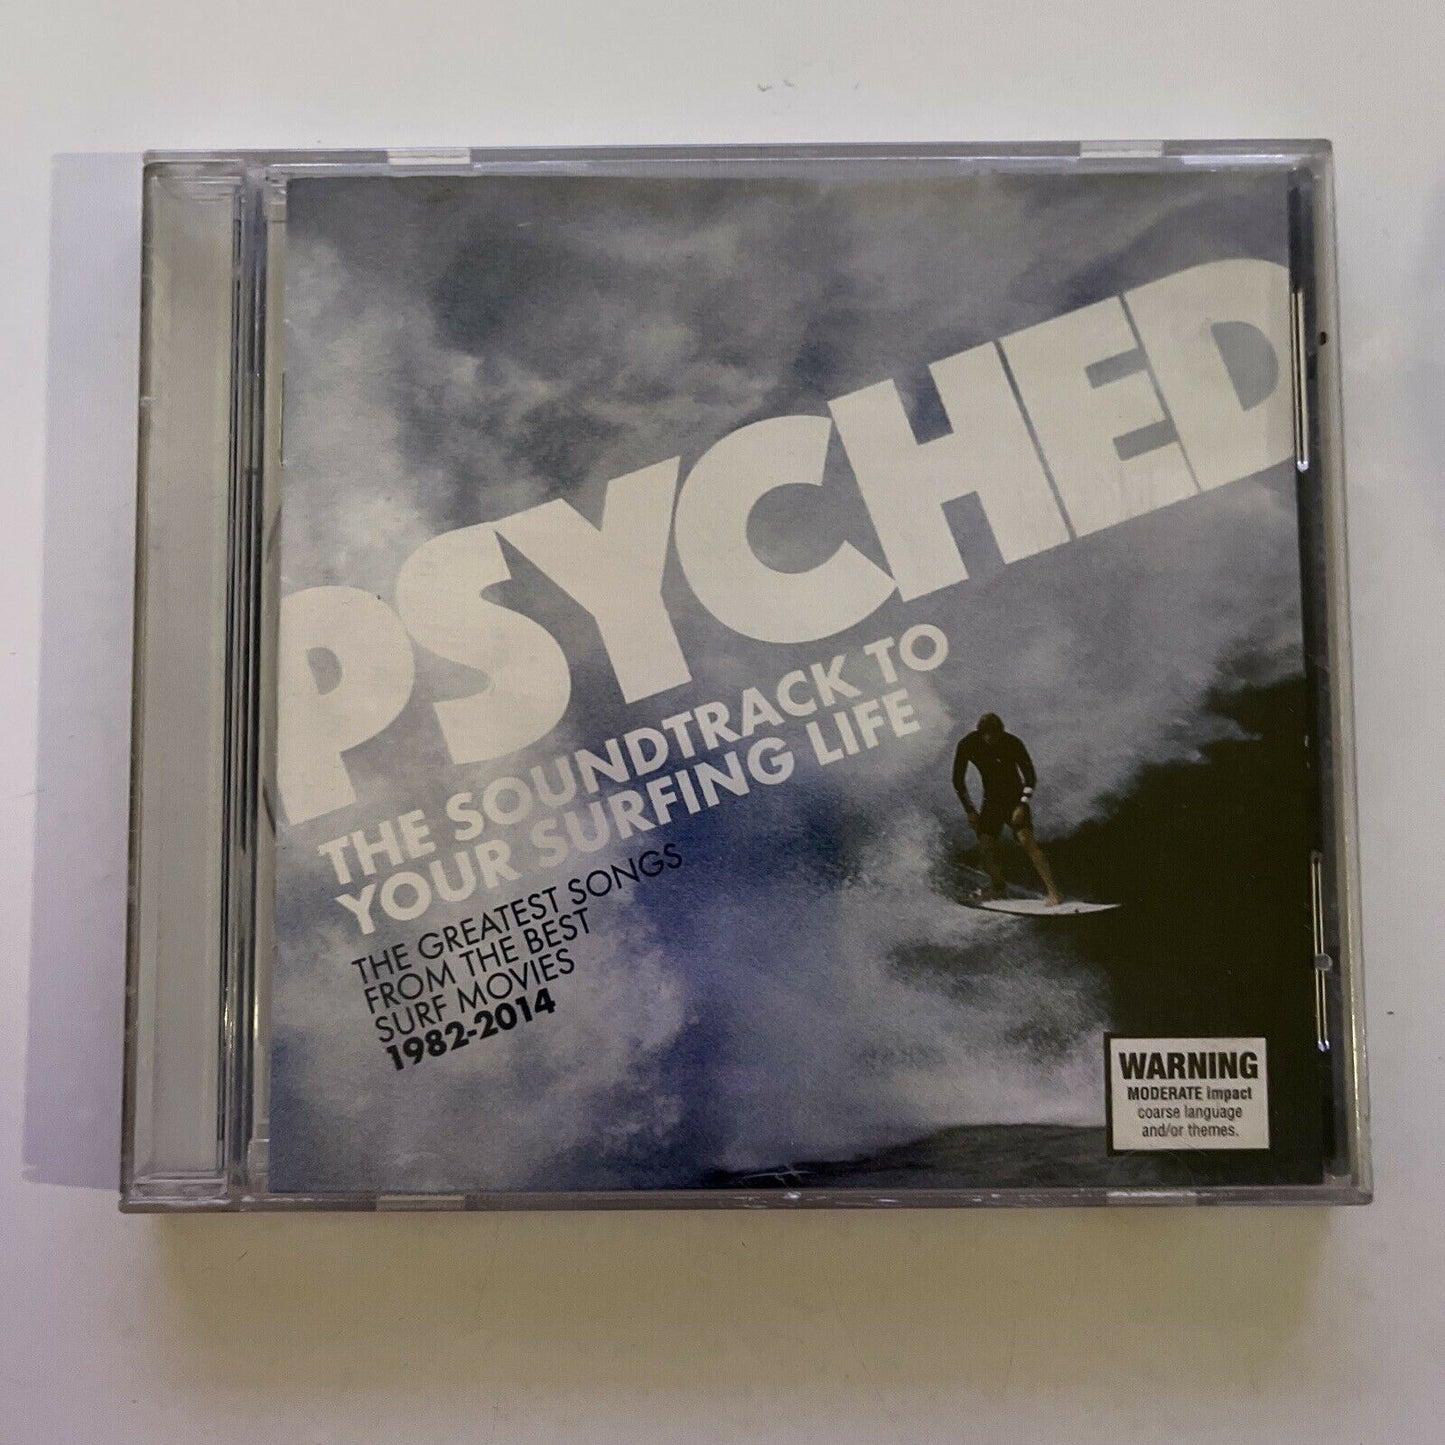 PSYCHED
THE SOUNDTRACK TO
YOUR SURFING LIFE
THE GREATEST SONGS
FROM THE BEST
SURF MOVIES
1982-2014
WARNING
MODERATE impact
coarse language
and/or themes.